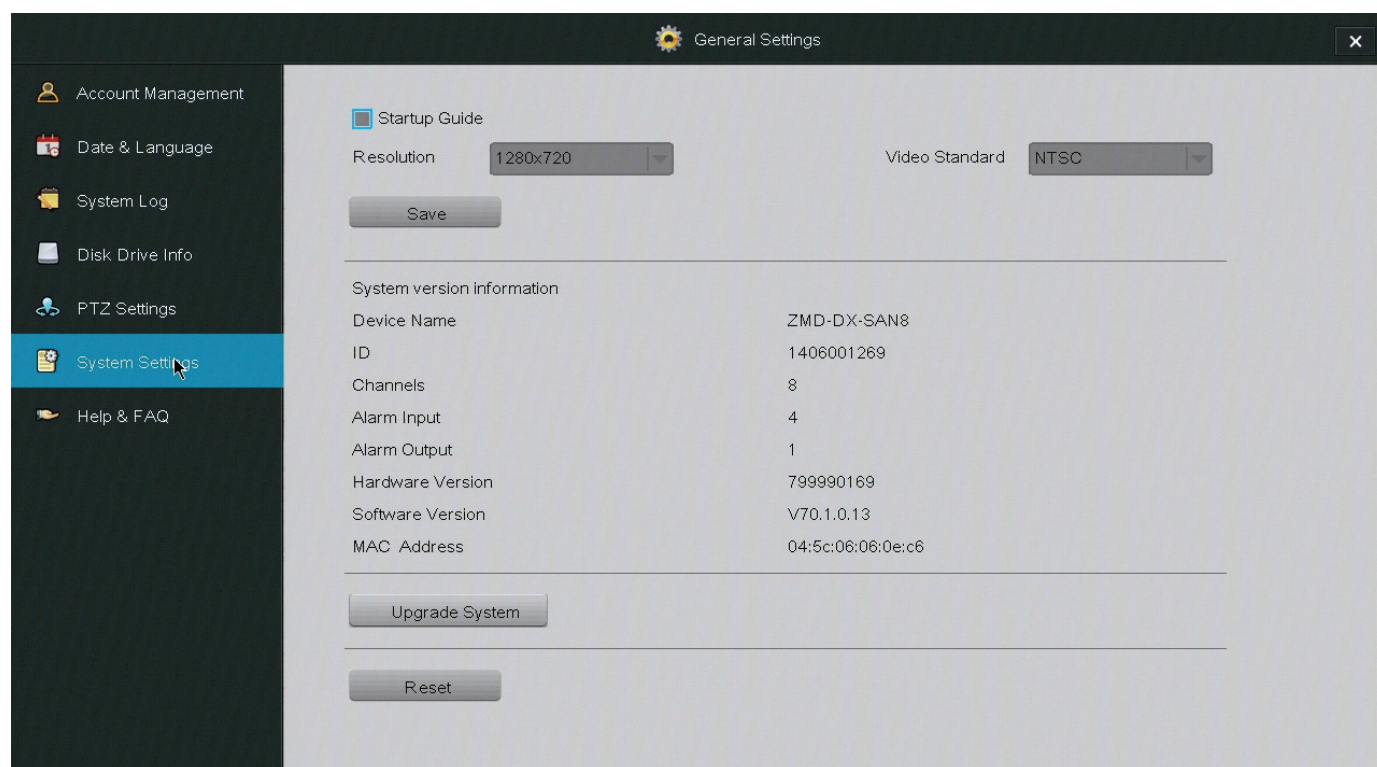 General Settings
Account Management
Date & Language
System Log
Disk Drive Info
PTZ Settings
System Settings
Help & FAQ
Startup Guide
Resolution 1280x720 Video Standard NTSC
Save
System version information
Device Name ZMD-DX-SAN8
ID 1406001269
Channels 8
Alarm Input 4
Alarm Output 1
Hardware Version 799990169
Software Version V70.1.0.13
MAC Address 04:5c:06:06:0e:c6
Upgrade System
Reset